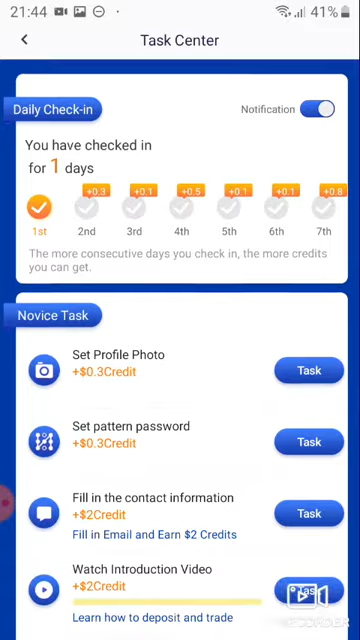 21:44
41%
Task Center
Daily Check-in
Notification
You have checked in
for 1 days
+0.3
+0.1
+0.5
+0.1
+0.1
+0.8
1st
2nd
3rd
4th
5th
6th
7th
The more consecutive days you check in, the more credits
you can get.
Novice Task
Set Profile Photo
+$0.3Credit
Task
Set pattern password
+$0.3Credit
Task
Fill in the contact information
+$2Credit
Task
Fill in Email and Earn $2 Credits
Watch Introduction Video
+$2Credit
Task
Learn how to deposit and trade
RECORDER